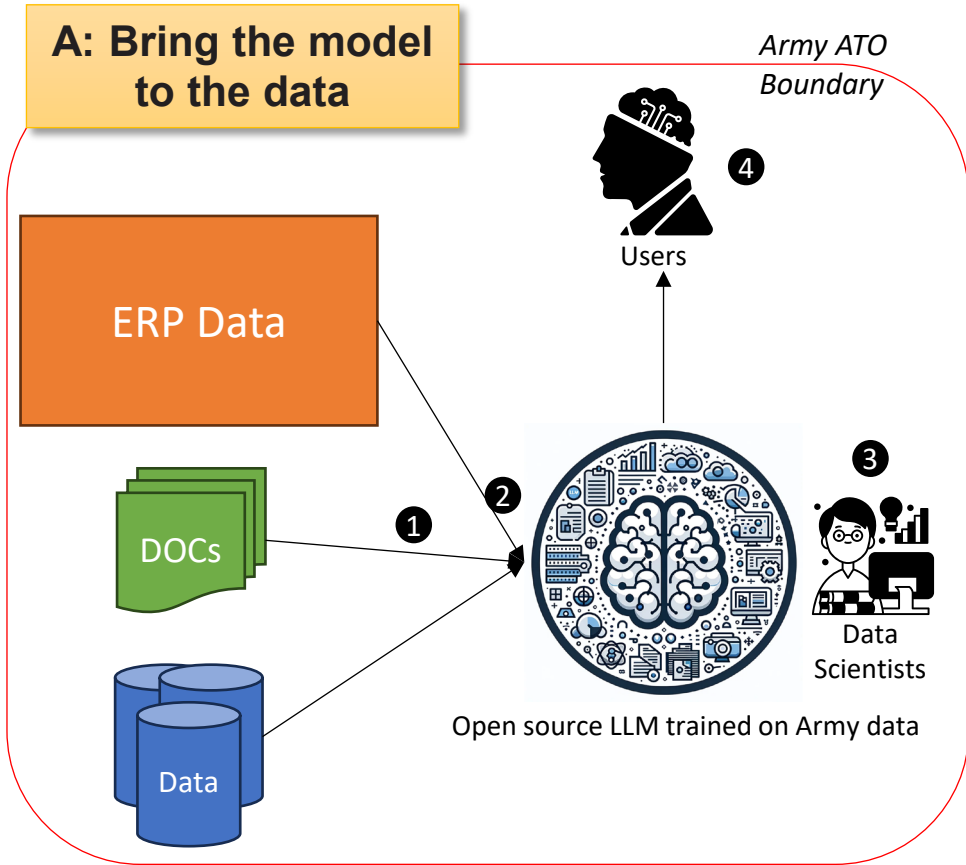 A: Bring the model
to the data
Army ATO
Boundary
4
Users
ERP Data
3
2
1
DOCs
Data
Scientists
Open source LLM trained on Army data
Data